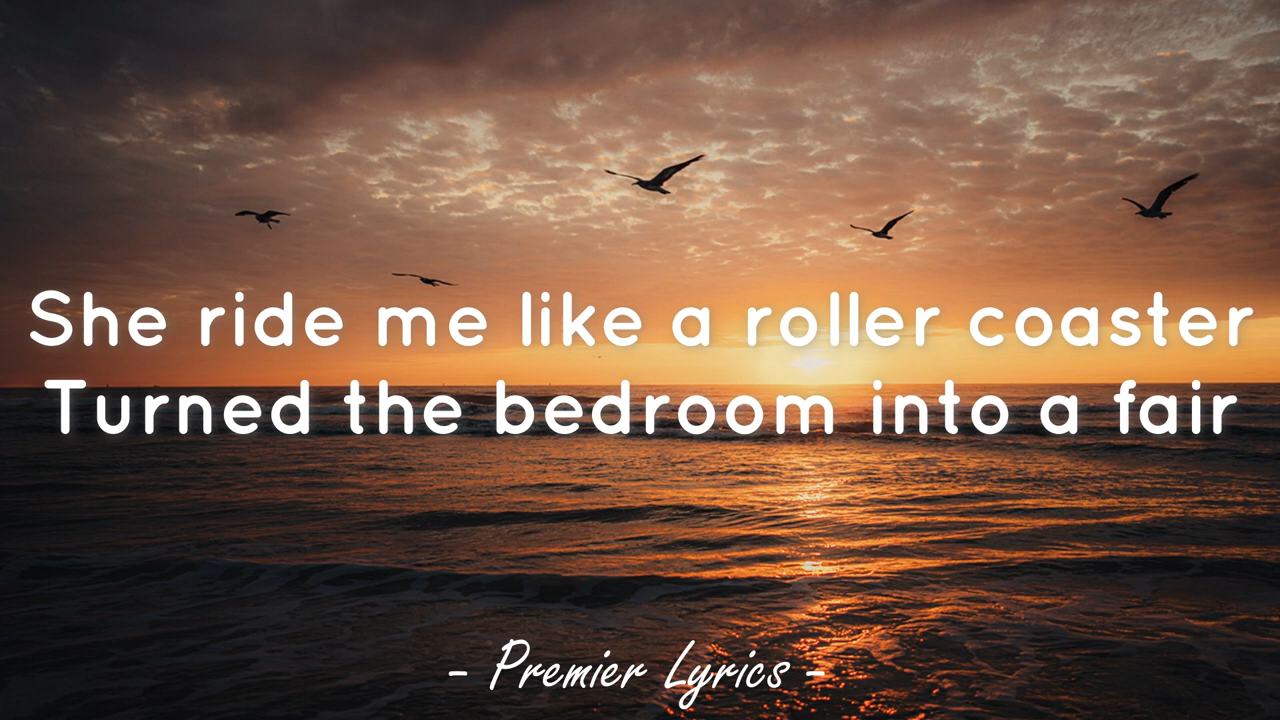 She ride me like a roller coaster
Turned the bedroom into a fair
- Premier Lyrics -